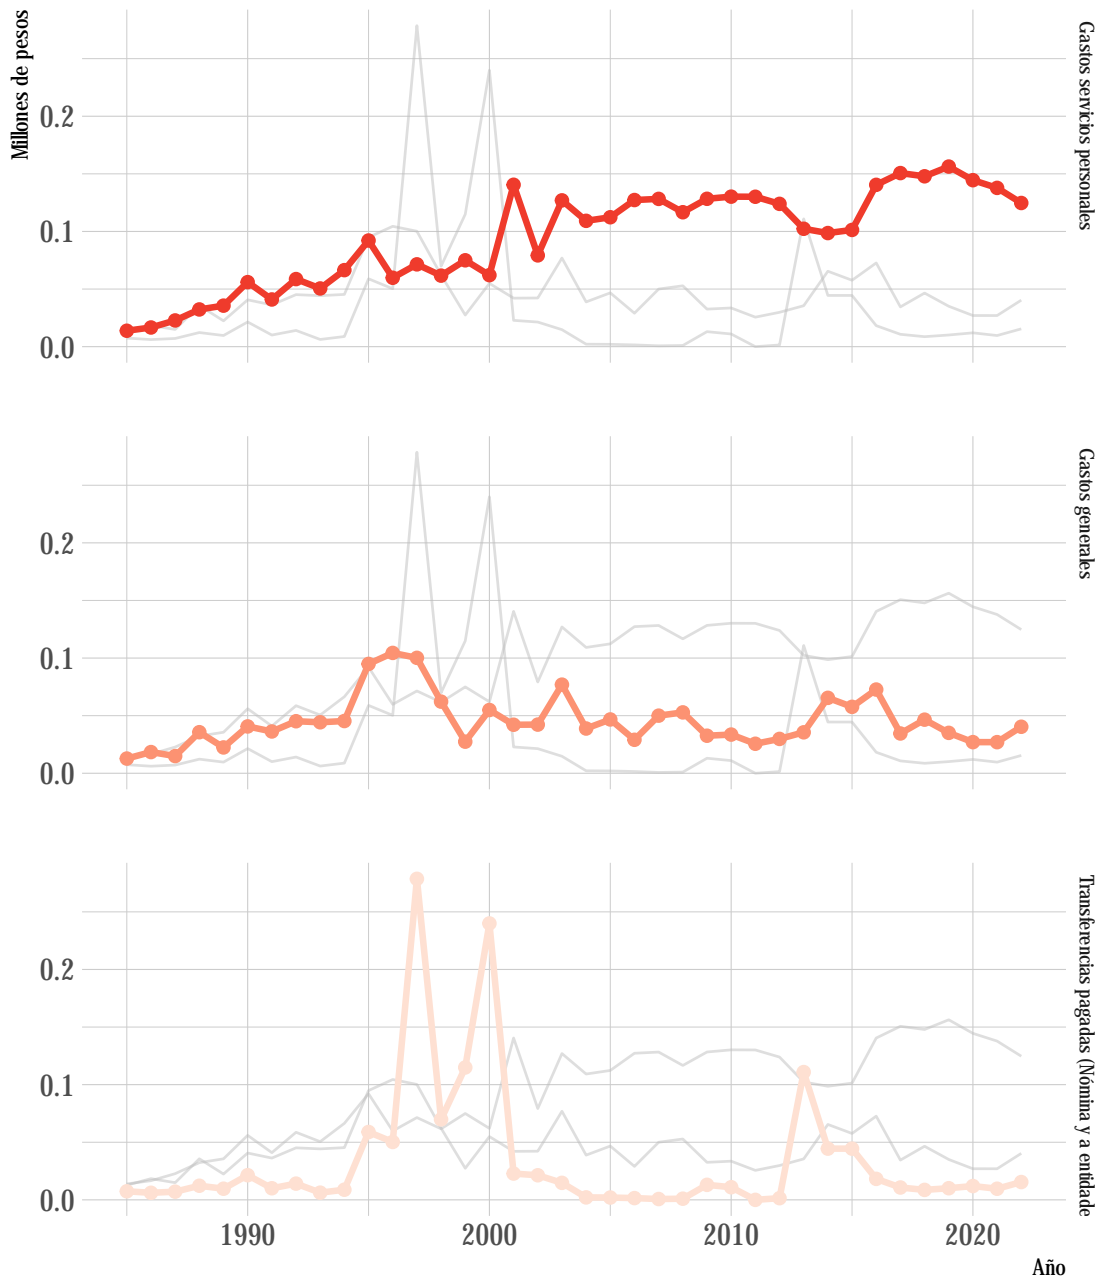 Millones de pesos
0.2
0.1
0.0
Gastos servicios personales
0.2
0.1
0.0
Gastos generales
0.2
0.1
0.0
Transferencias pagadas (Nómina y a entidade
1990
2000
2010
2020
Año